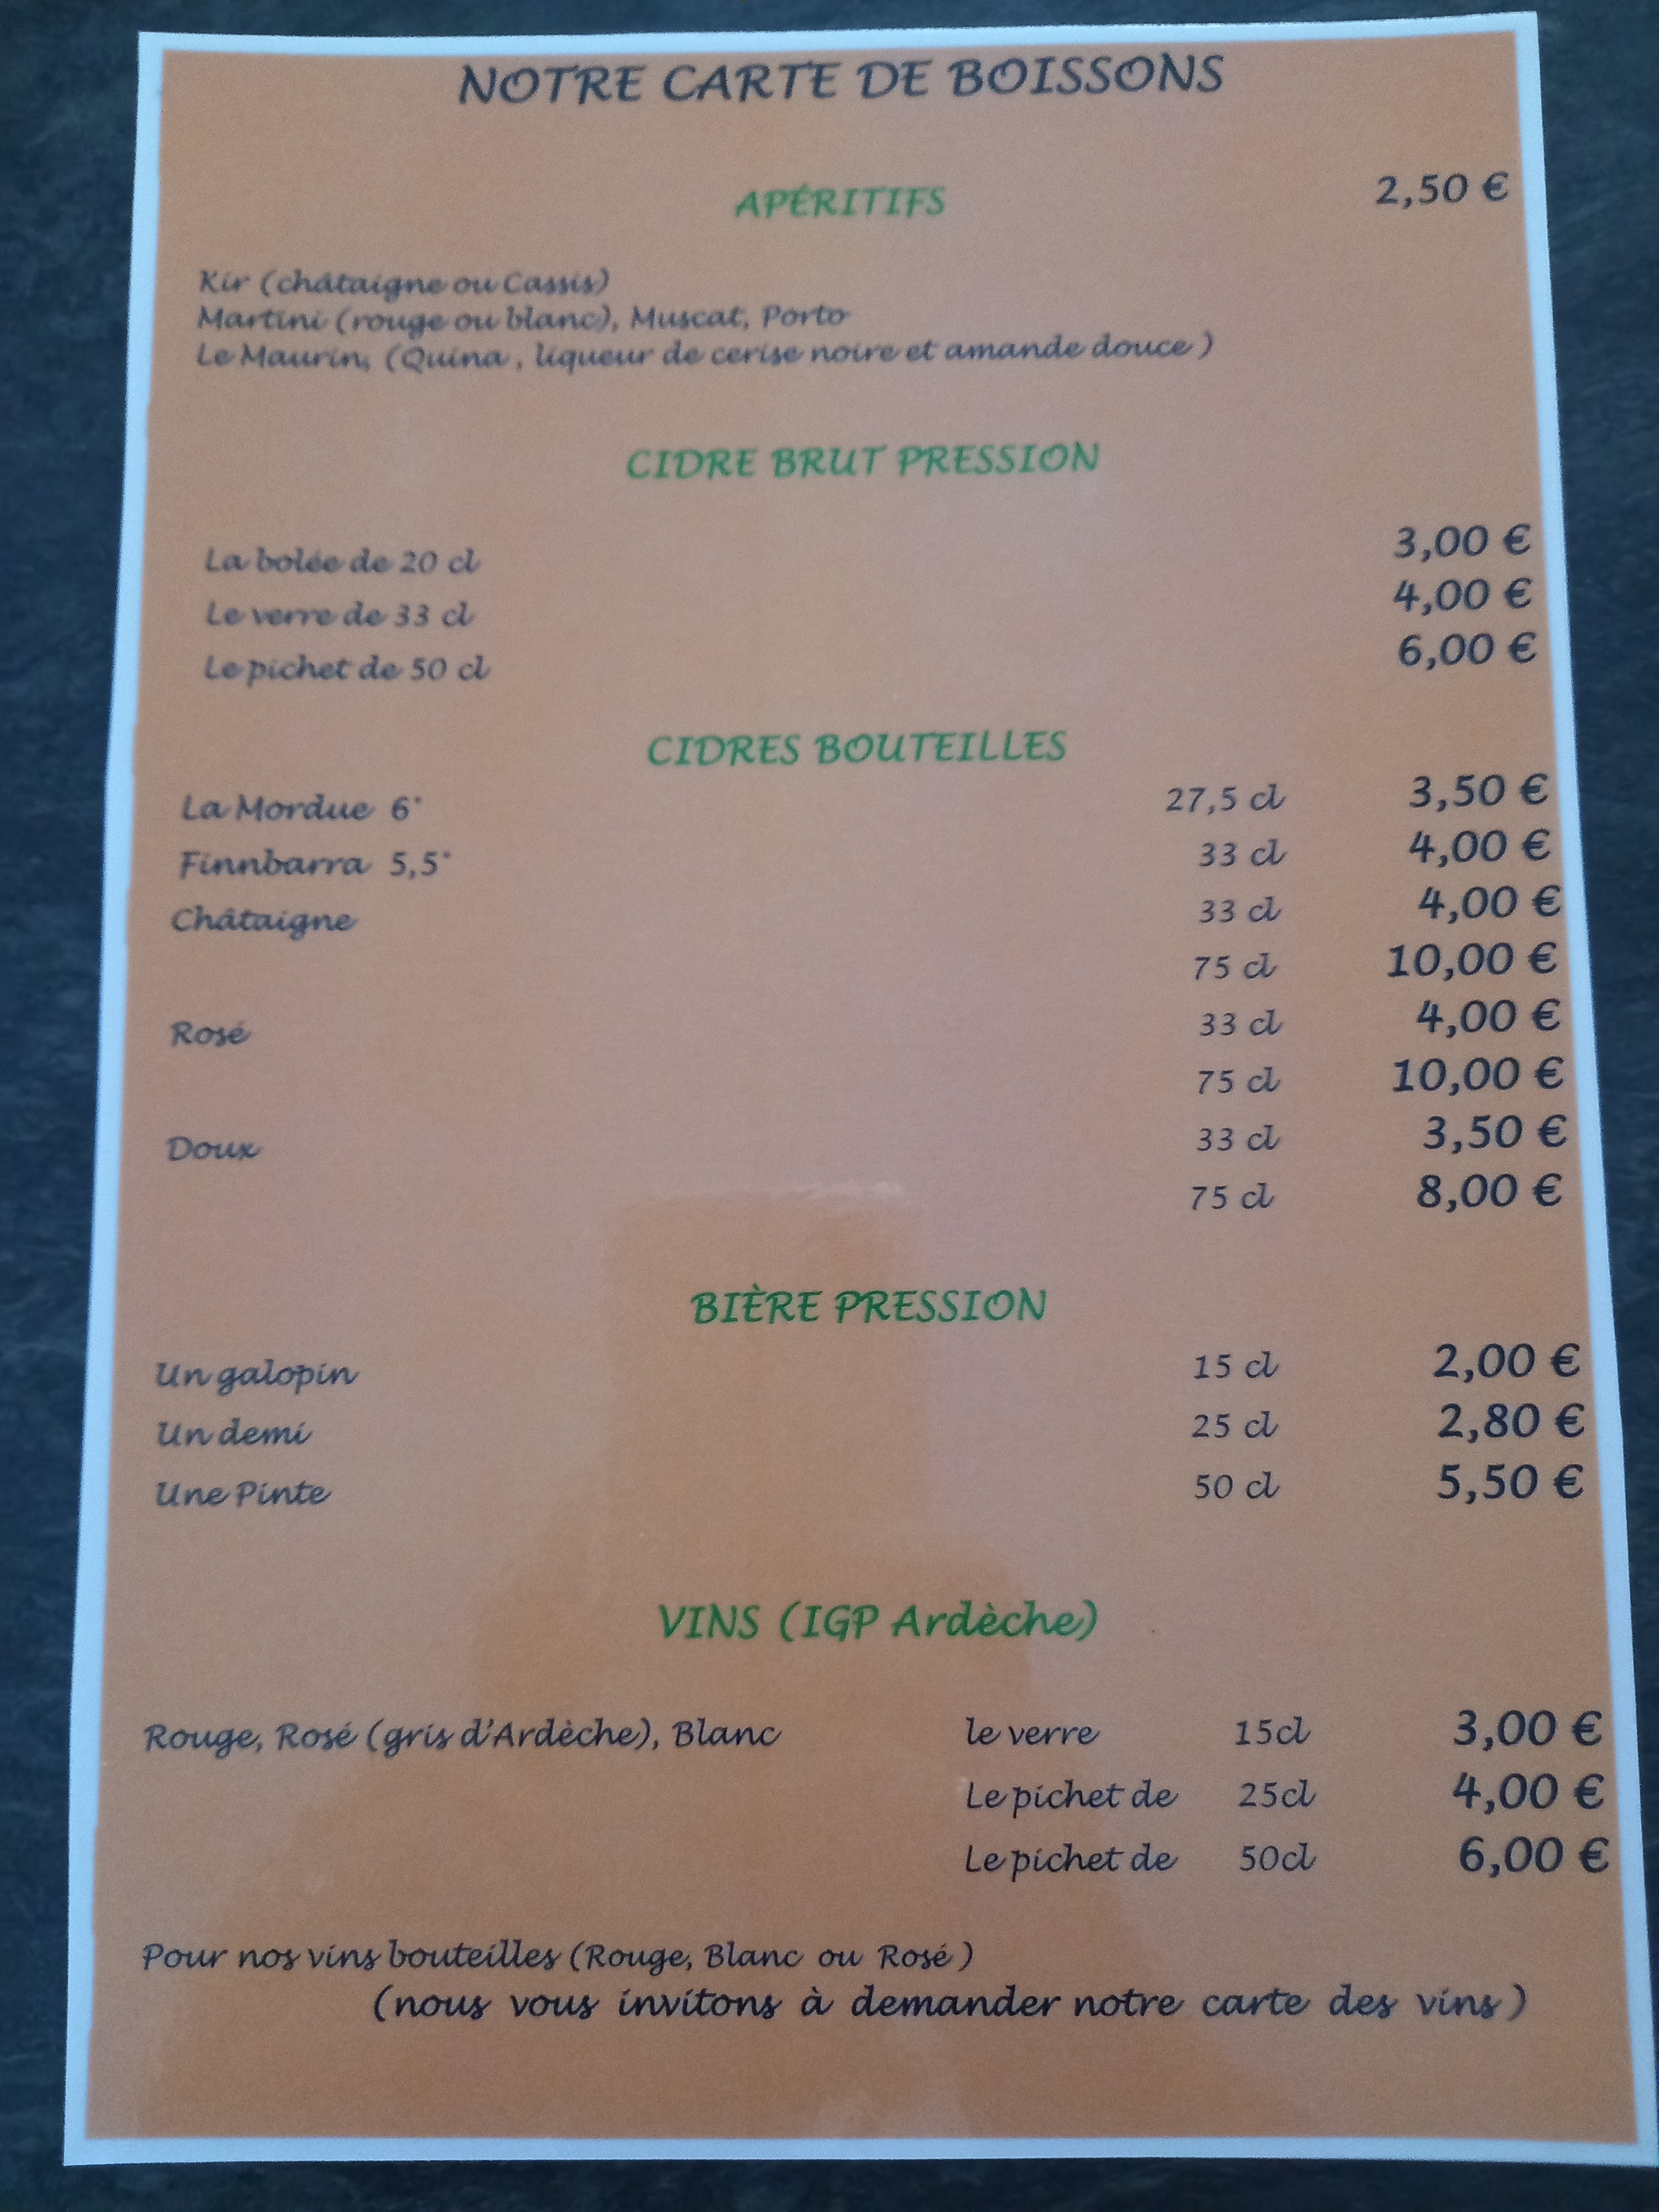 NOTRE CARTE DE BOISSONS
APÉRITIFS 2,50 €
Kir (châtaigne ou Cassis)
Martini (rouge ou blanc), Muscat, Porto
Le Maurin, (Quina , liqueur de cerise noire et amande douce )
CIDRE BRUT PRESSION
La bolée de 20 cl 3,00 €
Le verre de 33 cl 4,00 €
Le pichet de 50 cl 6,00 €
CIDRES BOUTEILLES
La Mordue 6° 27,5 cl 3,50 €
Finnbarra 5,5° 33 cl 4,00 €
Châtaigne 33 cl 4,00 €
75 cl 10,00 €
Rosé 33 cl 4,00 €
75 cl 10,00 €
Doux 33 cl 3,50 €
75 cl 8,00 €
BIÈRE PRESSION
Un galopin 15 cl 2,00 €
Un demi 25 cl 2,80 €
Une Pinte 50 cl 5,50 €
VINS (IGP Ardèche)
Rouge, Rosé (gris d'Ardèche), Blanc le verre 15cl 3,00 €
Le pichet de 25cl 4,00 €
Le pichet de 50cl 6,00 €
Pour nos vins bouteilles (Rouge, Blanc ou Rosé )
(nous vous invitons à demander notre carte des vins )